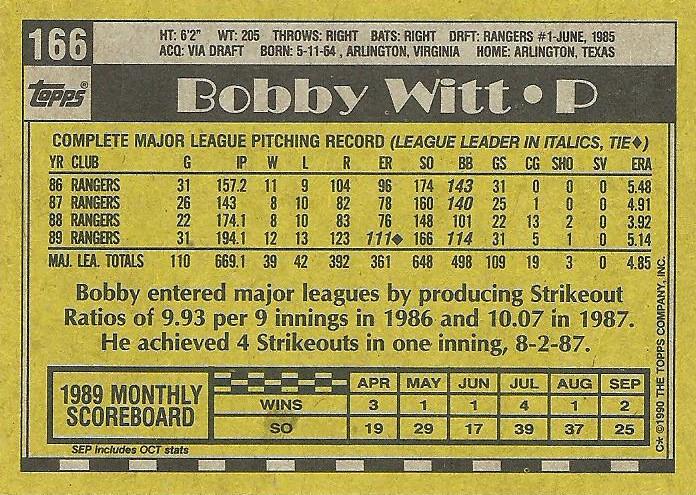 166
HT: 6'2" WT: 205 THROWS: RIGHT BATS: RIGHT DRFT: RANGERS #1-JUNE, 1985
ACQ: VIA DRAFT BORN: 5-11-64 , ARLINGTON, VIRGINIA HOME: ARLINGTON, TEXAS
Topps
Bobby Witt • P
COMPLETE MAJOR LEAGUE PITCHING RECORD (LEAGUE LEADER IN ITALICS, TIE♦)
YR CLUB G IP W L R ER SO BB GS CG SHO SV ERA
86 RANGERS 31 157.2 11 9 104 96 174 143 31 0 0 0 5.48
87 RANGERS 26 143 8 10 82 78 160 140 25 1 0 0 4.91
88 RANGERS 22 174.1 8 10 83 76 148 101 22 13 2 0 3.92
89 RANGERS 31 194.1 12 13 123 111♦ 166 114 31 5 1 0 5.14
MAJ. LEA. TOTALS 110 669.1 39 42 392 361 648 498 109 19 3 0 4.85
Bobby entered major leagues by producing Strikeout
Ratios of 9.93 per 9 innings in 1986 and 10.07 in 1987.
He achieved 4 Strikeouts in one inning, 8-2-87.
1989 MONTHLY SCOREBOARD
APR MAY JUN JUL AUG SEP
WINS 3 1 1 4 1 2
SO 19 29 17 39 37 25
SEP includes OCT stats
C* ©1990 THE TOPPS COMPANY, INC.